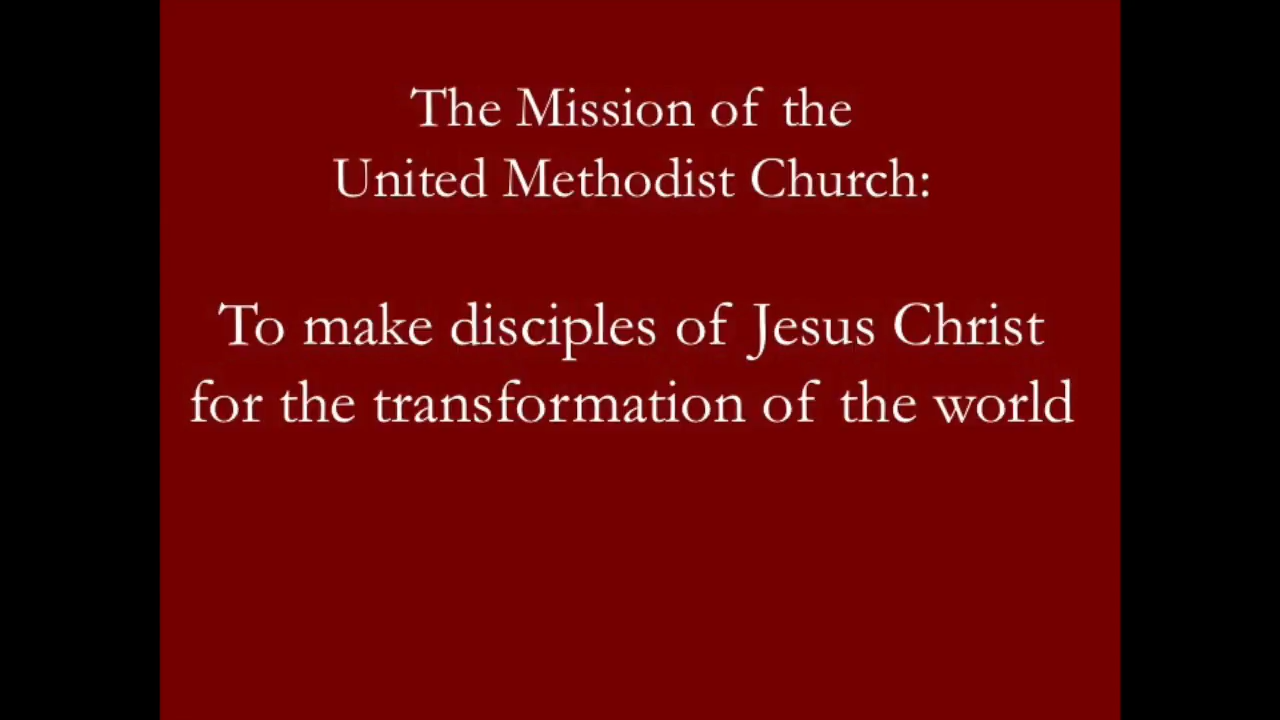 The Mission of the
United Methodist Church:
To make disciples of Jesus Christ
for the transformation of the world